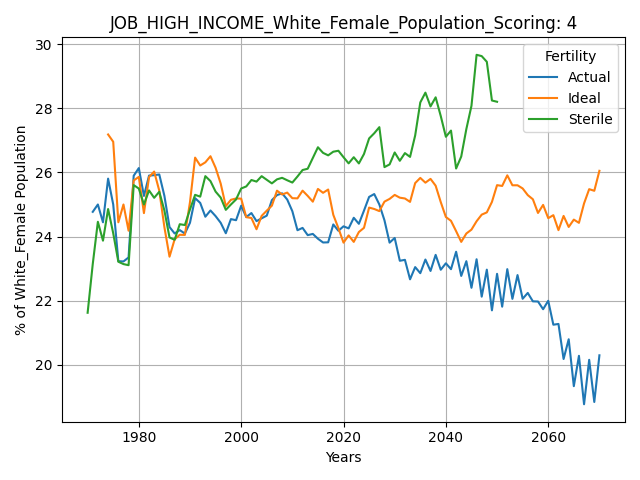 JOB_HIGH_INCOME_White_Female_Population_Scoring: 4
Fertility
Actual
Ideal
Sterile
% of White_Female Population
30
28
26
24
22
20
1980
2000
2020
2040
2060
Years